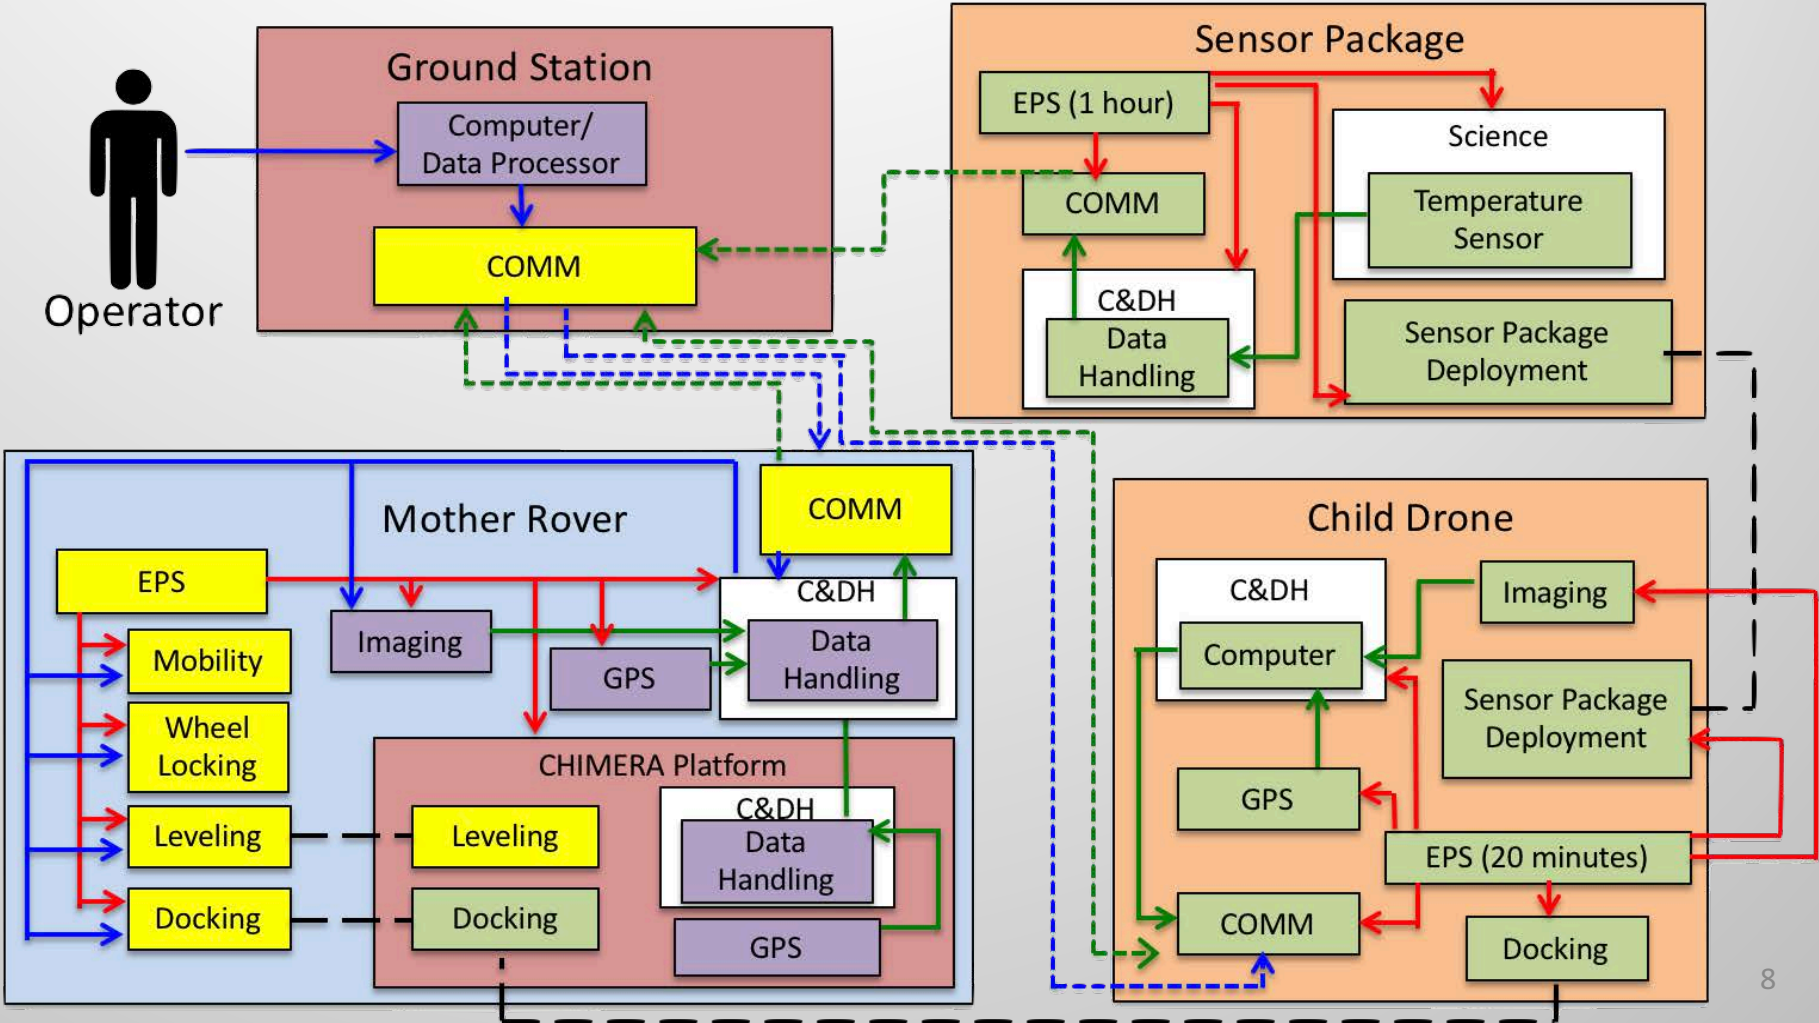 Operator
Ground Station
Computer/
Data Processor
COMM
Sensor Package
EPS (1 hour)
COMM
C&DH
Data
Handling
Science
Temperature
Sensor
Sensor Package
Deployment
Mother Rover
COMM
EPS
Mobility
Wheel
Locking
Leveling
Docking
Imaging
GPS
C&DH
Data
Handling
CHIMERA Platform
Leveling
Docking
C&DH
Data
Handling
GPS
Child Drone
C&DH
Computer
Imaging
Sensor Package
Deployment
GPS
EPS (20 minutes)
COMM
Docking
8